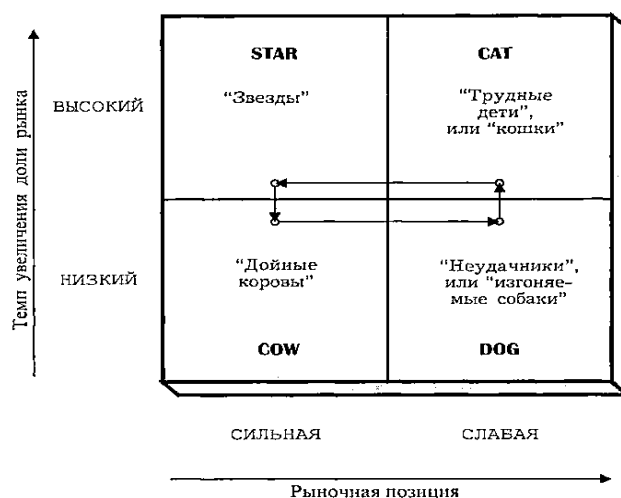 Темп увеличения доли рынка
ВЫСОКИЙ
НИЗКИЙ
STAR
“Звезды”
CAT
“Трудные
дети”,
или “кошки”
“Дойные
коровы”
COW
“Неудачники”,
или “изгоняе-
мые собаки”
DOG
СИЛЬНАЯ
СЛАБАЯ
Рыночная позиция